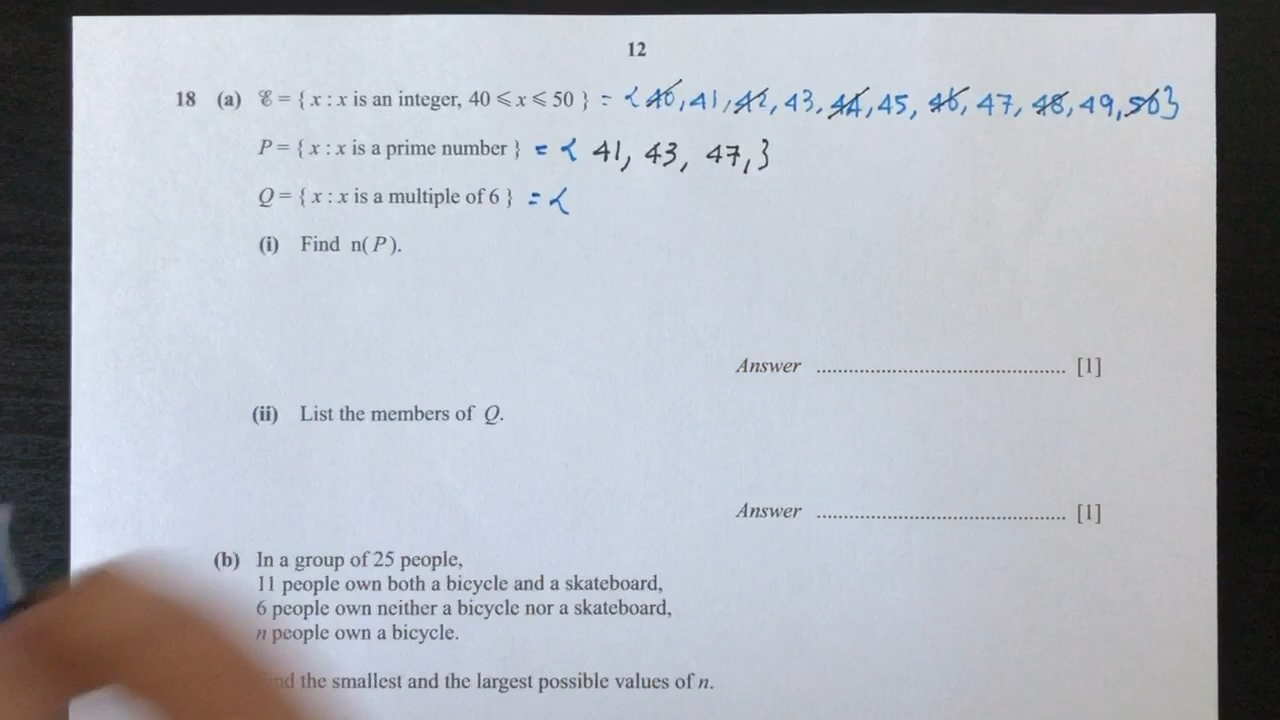 12
18 (a) ℰ = { x : x is an integer, 40 ⩽ x ⩽ 50 } = {40, 41, 42, 43, 44, 45, 46, 47, 48, 49, 50}
P = { x : x is a prime number } = { 41, 43, 47, }
Q = { x : x is a multiple of 6 } = {
(i) Find n( P ).
Answer .......................................... [1]
(ii) List the members of Q.
Answer .......................................... [1]
(b) In a group of 25 people,
11 people own both a bicycle and a skateboard,
6 people own neither a bicycle nor a skateboard,
n people own a bicycle.
nd the smallest and the largest possible values of n.